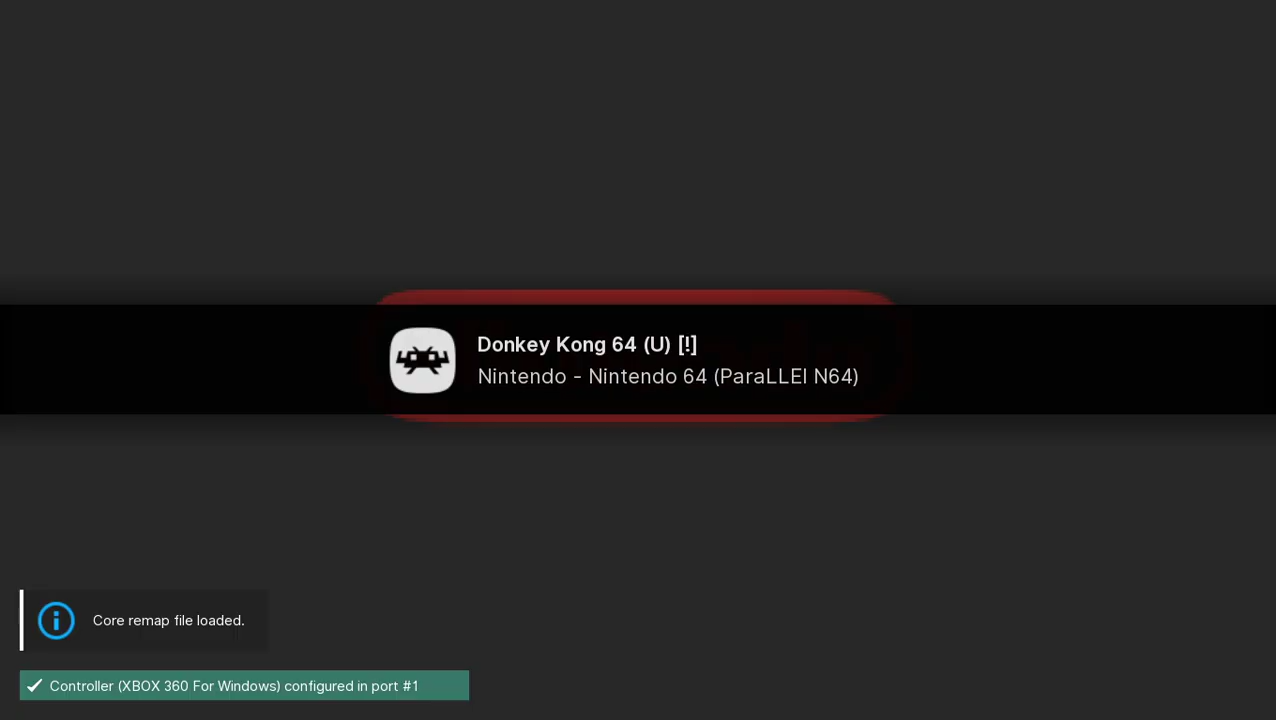 Donkey Kong 64 (U) [!]
Nintendo - Nintendo 64 (ParaLLEl N64)
Core remap file loaded.
Controller (XBOX 360 For Windows) configured in port #1